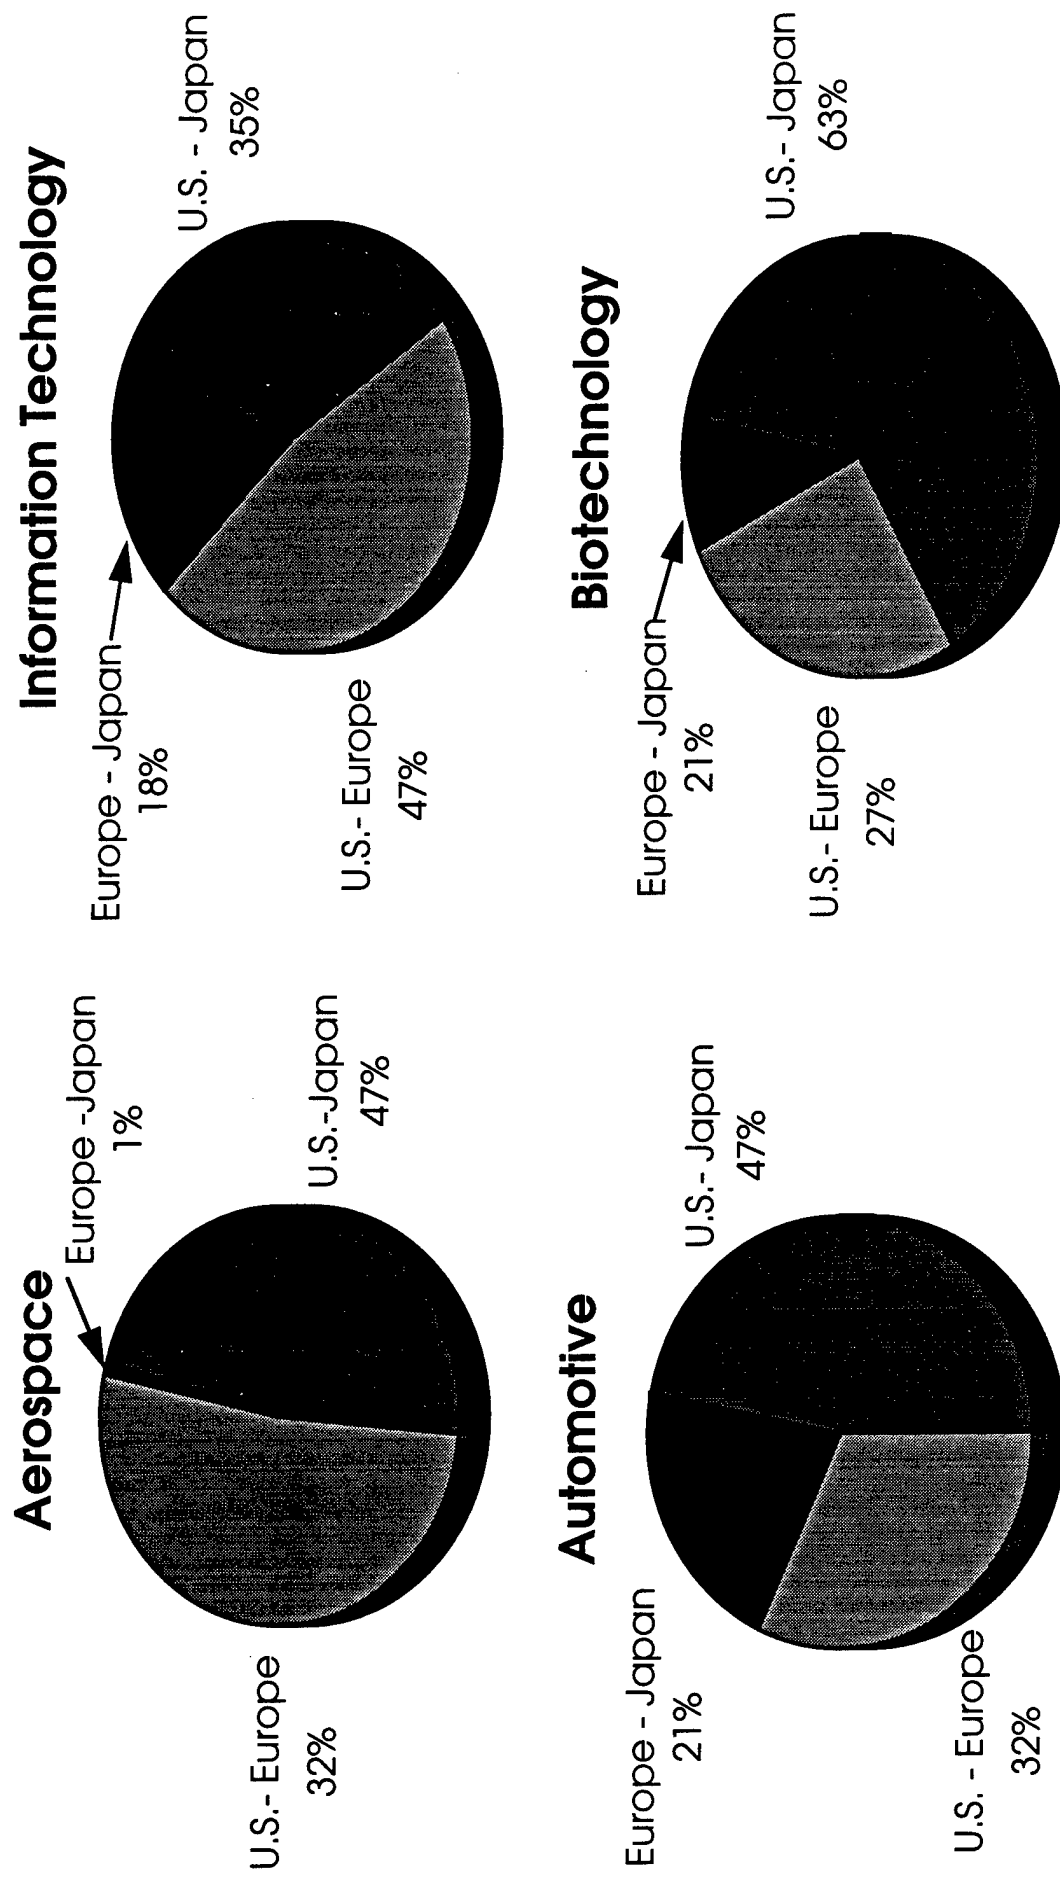 Aerospace
Europe -Japan
1%
U.S.-Japan
47%
U.S.- Europe
32%
Information Technology
Europe - Japan
18%
U.S. - Japan
35%
U.S.- Europe
47%
Automotive
Europe - Japan
21%
U.S.- Japan
47%
U.S. - Europe
32%
Biotechnology
Europe - Japan
21%
U.S.- Japan
63%
U.S.- Europe
27%